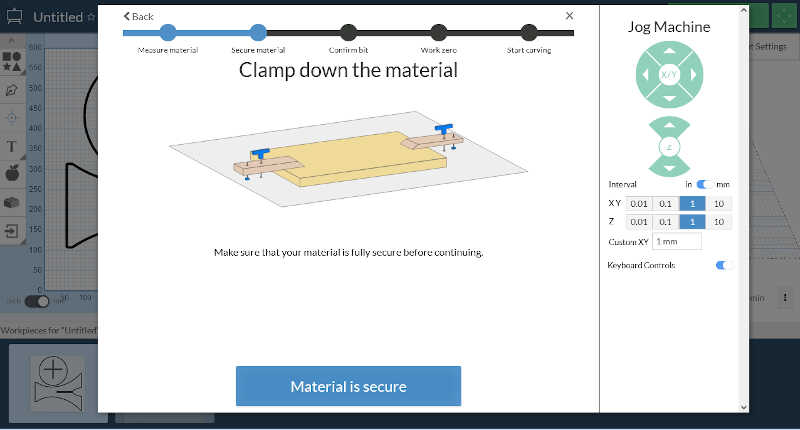 Untitled
Back
×
Measure material
Secure material
Confirm bit
Work zero
Start carving
Clamp down the material
Make sure that your material is fully secure before continuing.
Material is secure
Jog Machine
X/Y
Z
Interval
in mm
X Y 0.01 0.1 1 10
Z 0.01 0.1 1 10
Custom XY 1 mm
Keyboard Controls
Settings
600
550
500
450
400
350
300
250
200
150
100
50
0
inch
50 100
T
min
Workpieces for "Untitled"